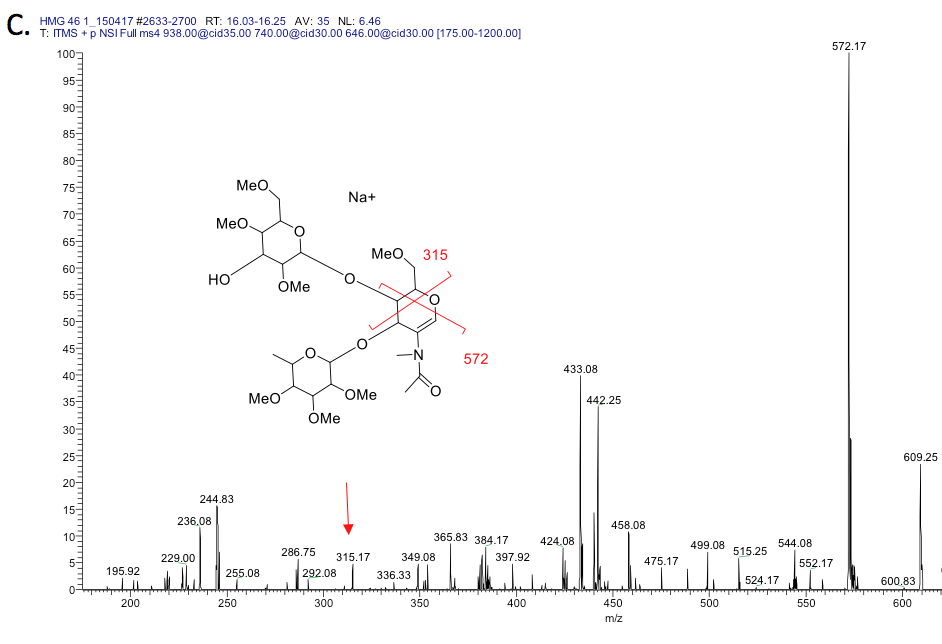 C.
HMG 46 1_150417 #2633-2700 RT: 16.03-16.25 AV: 35 NL: 6.46
T: ITMS + p NSI Full ms4 938.00@cid35.00 740.00@cid30.00 646.00@cid30.00 [175.00-1200.00]
572.17
100
95
90
85
80
75
70
65
60
55
50
45
40
35
30
25
20
15
10
5
0
MeO
Na+
MeO
O
HO
OMe
O
MeO
315
O
O
572
N
O
O
MeO
OMe
OMe
433.08
442.25
609.25
244.83
236.08
458.08
365.83
384.17
424.08
229.00
286.75
315.17
349.08
397.92
499.08
515.25
544.08
475.17
552.17
195.92
255.08
292.08
336.33
524.17
600.83
200
250
300
350
400
450
500
550
600
m/z